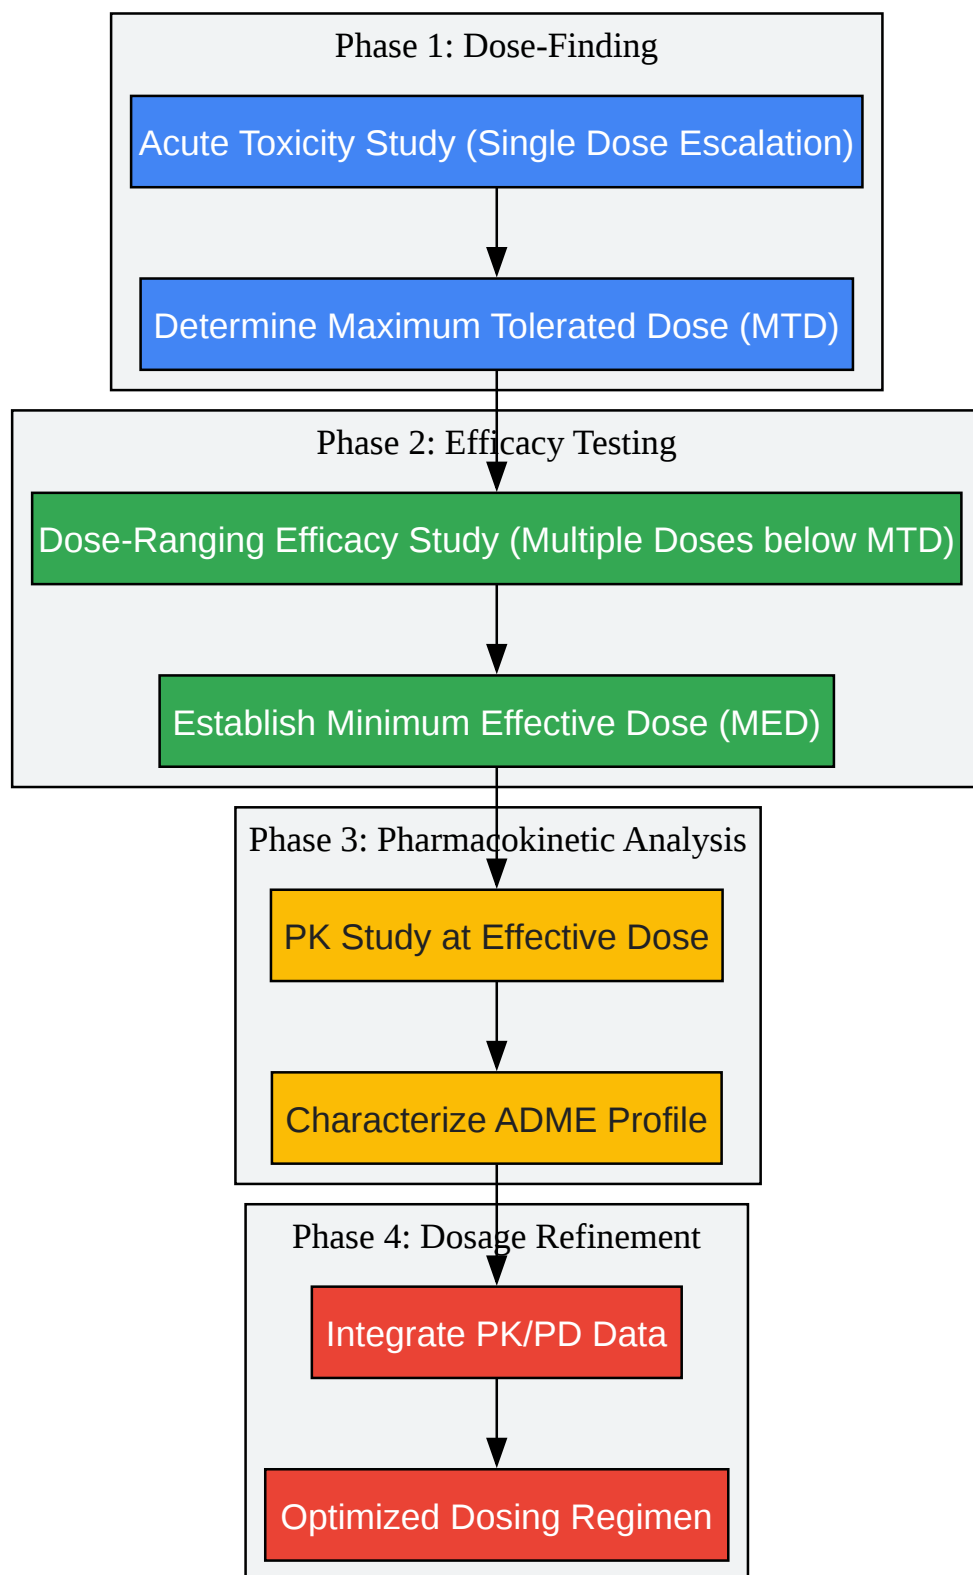 Phase 1: Dose-Finding
Acute Toxicity Study (Single Dose Escalation)
Determine Maximum Tolerated Dose (MTD)
Phase 2: Efficacy Testing
Dose-Ranging Efficacy Study (Multiple Doses below MTD)
Establish Minimum Effective Dose (MED)
Phase 3: Pharmacokinetic Analysis
PK Study at Effective Dose
Characterize ADME Profile
Phase 4: Dosage Refinement
Integrate PK/PD Data
Optimized Dosing Regimen